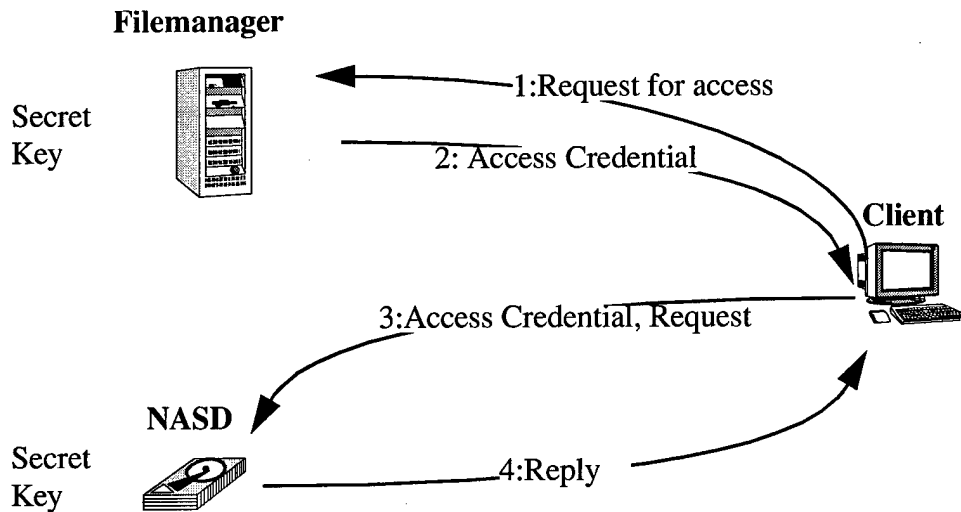 Filemanager
1:Request for access
Secret
Key
2: Access Credential
Client
3:Access Credential, Request
NASD
Secret
Key
4:Reply